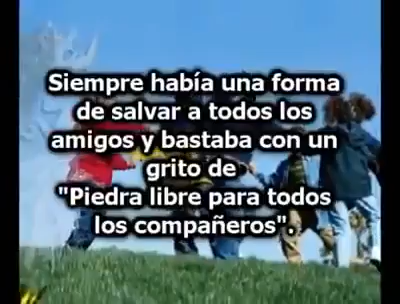 Siempre había una forma
de salvar a todos los
amigos y bastaba con un
grito de
"Piedra libre para todos
los compañeros".